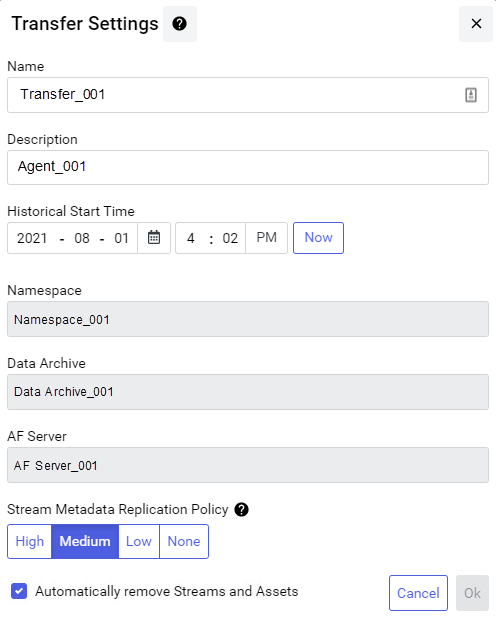 Transfer Settings ?
Name
Transfer_001
Description
Agent_001
Historical Start Time
2021 - 08 - 01 4 : 02 PM Now
Namespace
Namespace_001
Data Archive
Data Archive_001
AF Server
AF Server_001
Stream Metadata Replication Policy ?
High Medium Low None
Automatically remove Streams and Assets Cancel Ok